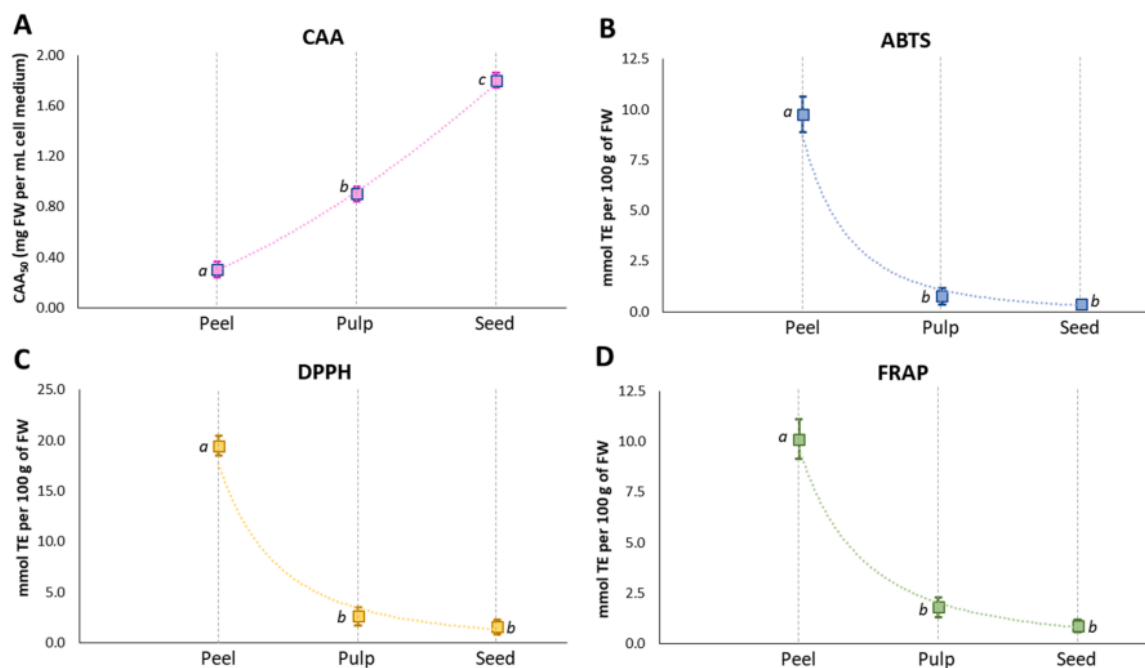 A
CAA
CAA₅₀ (mg FW per mL cell medium)
2.00
1.60
1.20
0.80
0.40
0.00
a
b
c
Peel
Pulp
Seed
B
ABTS
mmol TE per 100 g of FW
12.5
10.0
7.5
5.0
2.5
0.0
a
b
b
Peel
Pulp
Seed
C
DPPH
mmol TE per 100 g of FW
25.0
20.0
15.0
10.0
5.0
0.0
a
b
b
Peel
Pulp
Seed
D
FRAP
mmol TE per 100 g of FW
12.5
10.0
7.5
5.0
2.5
0.0
a
b
b
Peel
Pulp
Seed